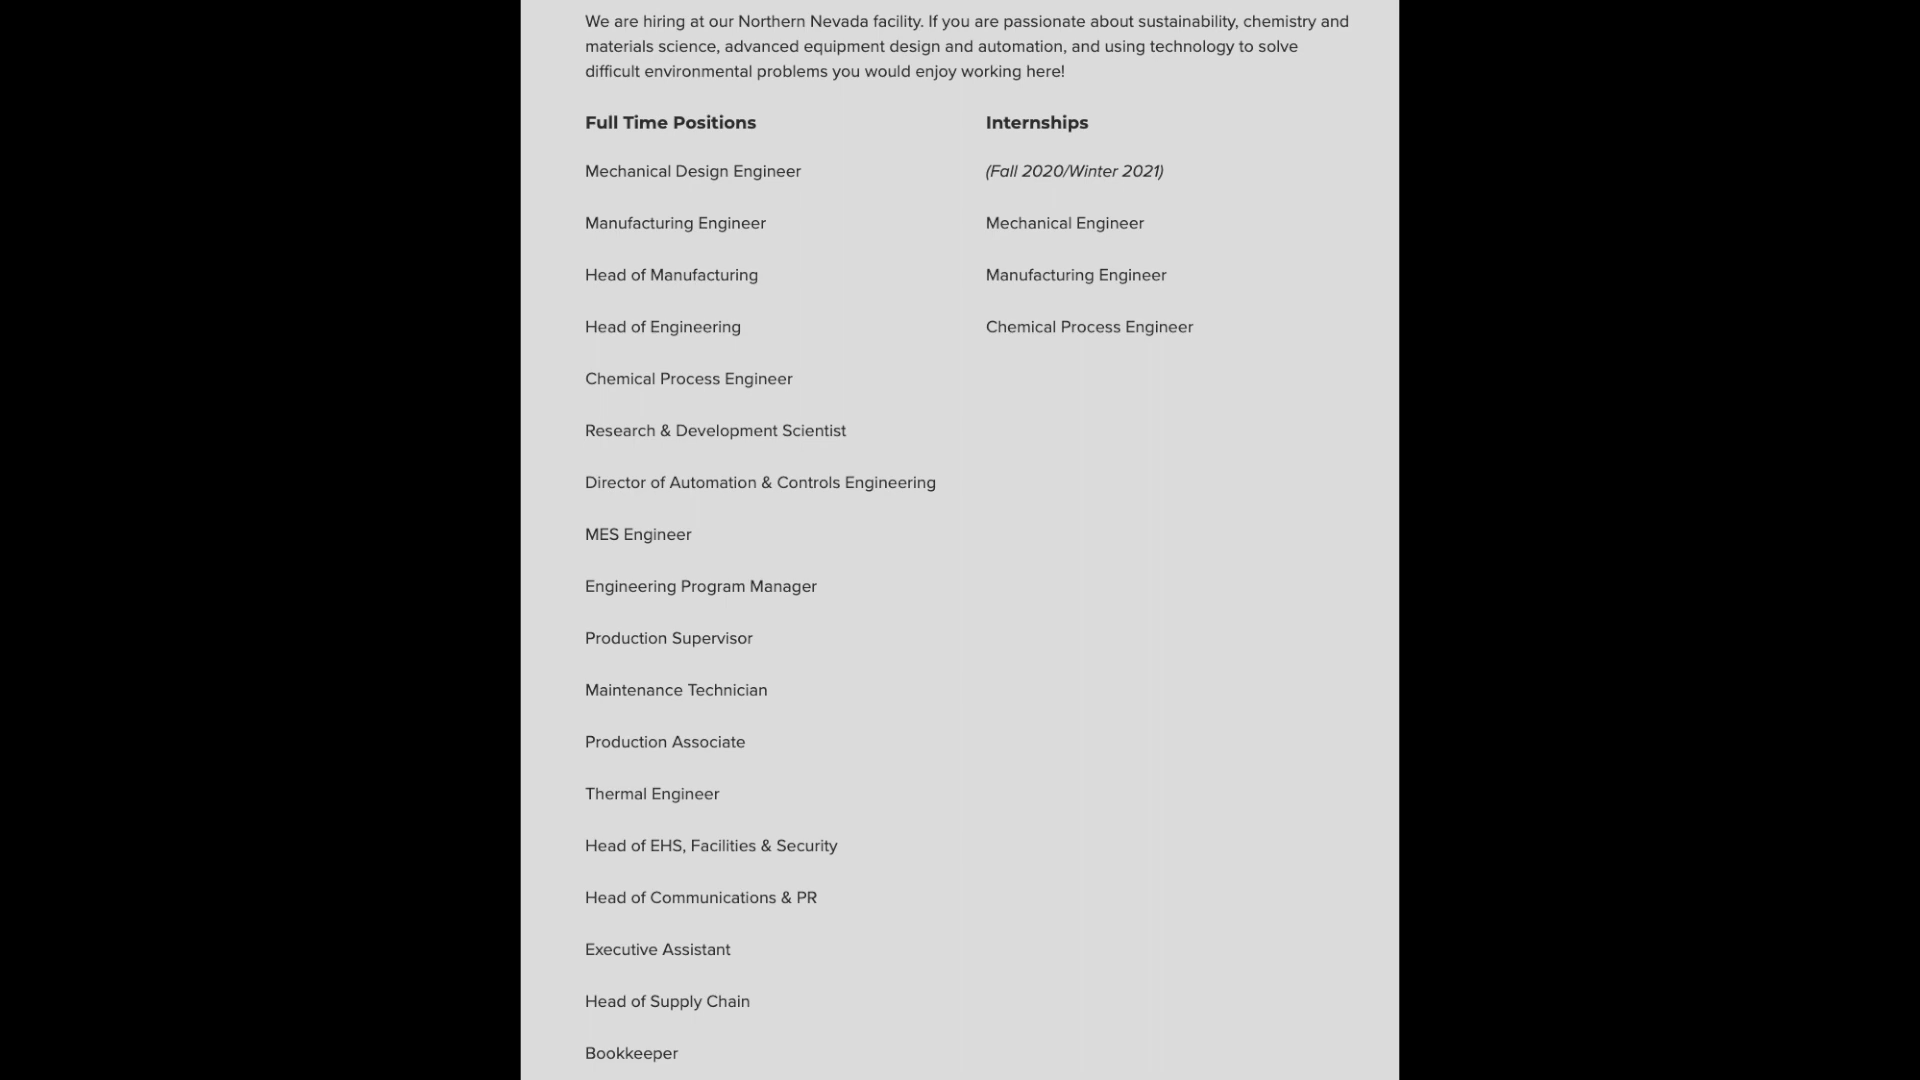 We are hiring at our Northern Nevada facility. If you are passionate about sustainability, chemistry and
materials science, advanced equipment design and automation, and using technology to solve
difficult environmental problems you would enjoy working here!
Full Time Positions
Mechanical Design Engineer
Manufacturing Engineer
Head of Manufacturing
Head of Engineering
Chemical Process Engineer
Research & Development Scientist
Director of Automation & Controls Engineering
MES Engineer
Engineering Program Manager
Production Supervisor
Maintenance Technician
Production Associate
Thermal Engineer
Head of EHS, Facilities & Security
Head of Communications & PR
Executive Assistant
Head of Supply Chain
Bookkeeper
Internships
(Fall 2020/Winter 2021)
Mechanical Engineer
Manufacturing Engineer
Chemical Process Engineer